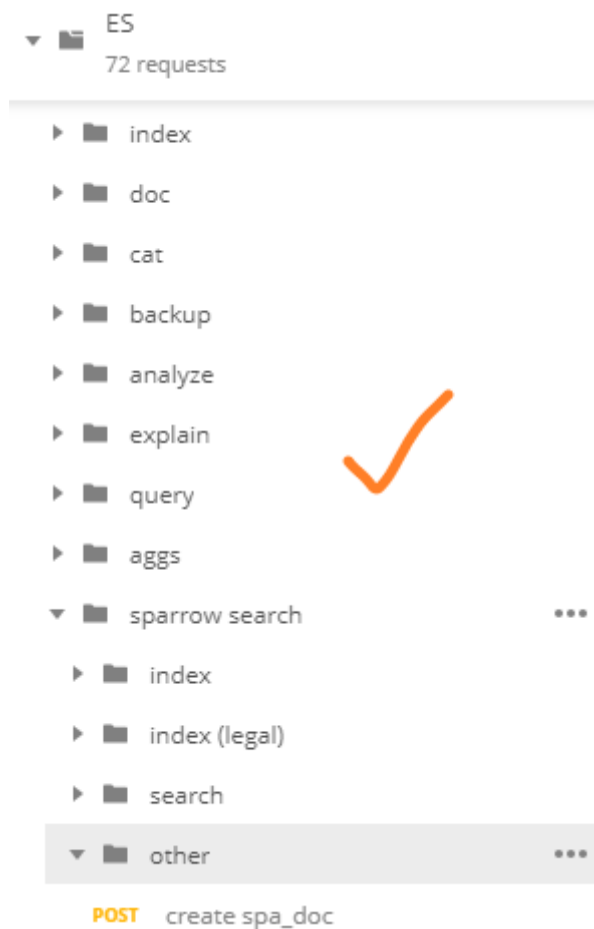 ES
72 requests
index
doc
cat
backup
analyze
explain
query
aggs
sparrow search
index
index (legal)
search
other
POST create spa_doc